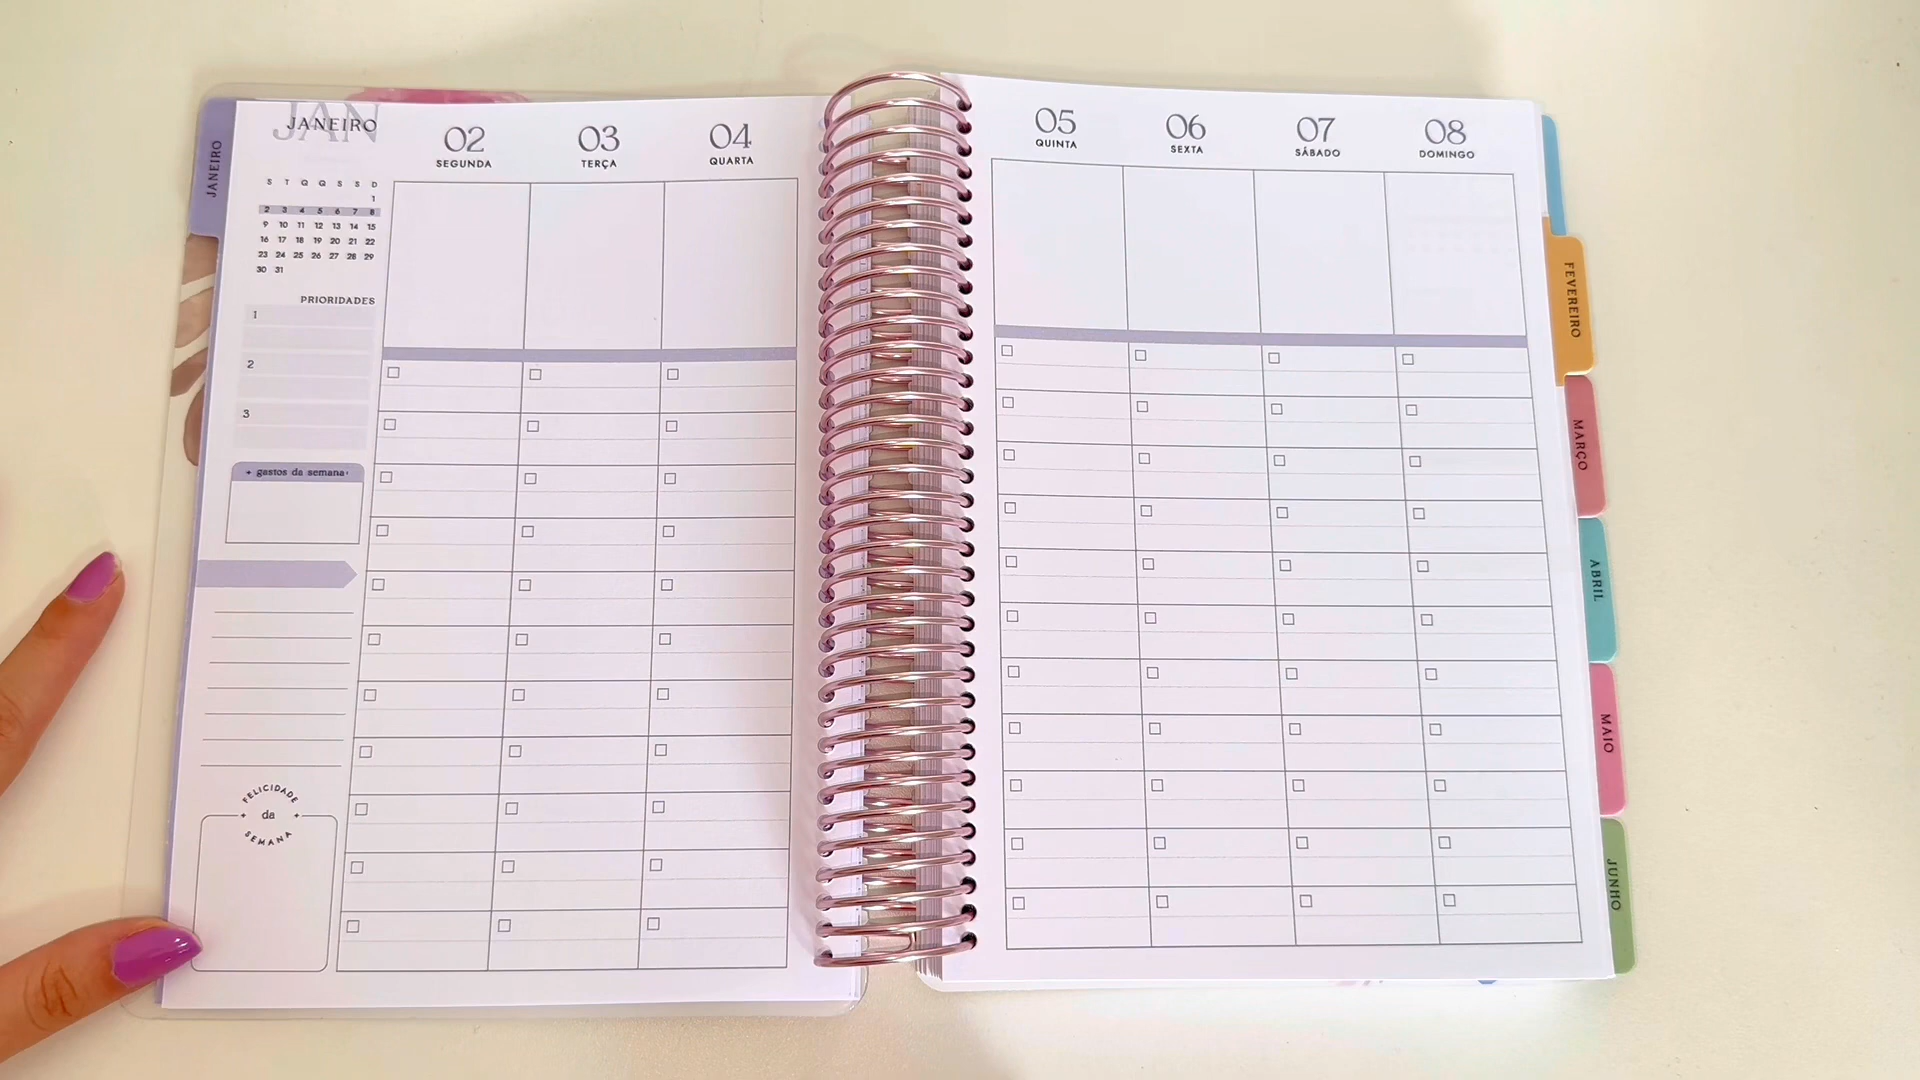 JANEIRO
JAN
JANEIRO
S T Q Q S S D
1
2 3 4 5 6 7 8
9 10 11 12 13 14 15
16 17 18 19 20 21 22
23 24 25 26 27 28 29
30 31
PRIORIDADES
1
2
3
gastos da semana
FELICIDADE
da
SEMANA
02
SEGUNDA
03
TERÇA
04
QUARTA
05
QUINTA
06
SEXTA
07
SÁBADO
08
DOMINGO
FEVEREIRO
MARÇO
ABRIL
MAIO
JUNHO